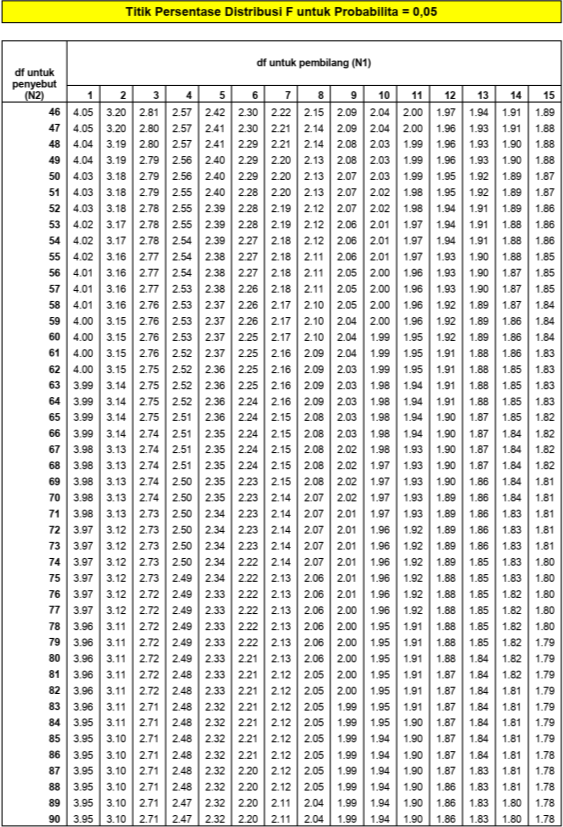 Titik Persentase Distribusi F untuk Probabilita = 0,05
df untuk penyebut (N2)
df untuk pembilang (N1)
1 2 3 4 5 6 7 8 9 10 11 12 13 14 15
46 4.05 3.20 2.81 2.57 2.42 2.30 2.22 2.15 2.09 2.04 2.00 1.97 1.94 1.91 1.89
47 4.05 3.20 2.80 2.57 2.41 2.30 2.21 2.14 2.09 2.04 2.00 1.96 1.93 1.91 1.88
48 4.04 3.19 2.80 2.57 2.41 2.29 2.21 2.14 2.08 2.03 1.99 1.96 1.93 1.90 1.88
49 4.04 3.19 2.79 2.56 2.40 2.29 2.20 2.13 2.08 2.03 1.99 1.96 1.93 1.90 1.88
50 4.03 3.18 2.79 2.56 2.40 2.29 2.20 2.13 2.07 2.03 1.99 1.95 1.92 1.89 1.87
51 4.03 3.18 2.79 2.55 2.40 2.28 2.20 2.13 2.07 2.02 1.98 1.95 1.92 1.89 1.87
52 4.03 3.18 2.78 2.55 2.39 2.28 2.19 2.12 2.07 2.02 1.98 1.94 1.91 1.89 1.86
53 4.02 3.17 2.78 2.55 2.39 2.28 2.19 2.12 2.06 2.01 1.97 1.94 1.91 1.88 1.86
54 4.02 3.17 2.78 2.54 2.39 2.27 2.18 2.12 2.06 2.01 1.97 1.94 1.91 1.88 1.86
55 4.02 3.16 2.77 2.54 2.38 2.27 2.18 2.11 2.06 2.01 1.97 1.93 1.90 1.88 1.85
56 4.01 3.16 2.77 2.54 2.38 2.27 2.18 2.11 2.05 2.00 1.96 1.93 1.90 1.87 1.85
57 4.01 3.16 2.77 2.53 2.38 2.26 2.18 2.11 2.05 2.00 1.96 1.93 1.90 1.87 1.85
58 4.01 3.16 2.76 2.53 2.37 2.26 2.17 2.10 2.05 2.00 1.96 1.92 1.89 1.87 1.84
59 4.00 3.15 2.76 2.53 2.37 2.26 2.17 2.10 2.04 2.00 1.96 1.92 1.89 1.86 1.84
60 4.00 3.15 2.76 2.53 2.37 2.25 2.17 2.10 2.04 1.99 1.95 1.92 1.89 1.86 1.84
61 4.00 3.15 2.76 2.52 2.37 2.25 2.16 2.09 2.04 1.99 1.95 1.91 1.88 1.86 1.83
62 4.00 3.15 2.75 2.52 2.36 2.25 2.16 2.09 2.03 1.99 1.95 1.91 1.88 1.85 1.83
63 3.99 3.14 2.75 2.52 2.36 2.25 2.16 2.09 2.03 1.98 1.94 1.91 1.88 1.85 1.83
64 3.99 3.14 2.75 2.52 2.36 2.24 2.16 2.09 2.03 1.98 1.94 1.91 1.88 1.85 1.83
65 3.99 3.14 2.75 2.51 2.36 2.24 2.15 2.08 2.03 1.98 1.94 1.90 1.87 1.85 1.82
66 3.99 3.14 2.74 2.51 2.35 2.24 2.15 2.08 2.03 1.98 1.94 1.90 1.87 1.84 1.82
67 3.98 3.13 2.74 2.51 2.35 2.24 2.15 2.08 2.02 1.98 1.93 1.90 1.87 1.84 1.82
68 3.98 3.13 2.74 2.51 2.35 2.24 2.15 2.08 2.02 1.97 1.93 1.90 1.87 1.84 1.82
69 3.98 3.13 2.74 2.50 2.35 2.23 2.15 2.08 2.02 1.97 1.93 1.90 1.86 1.84 1.81
70 3.98 3.13 2.74 2.50 2.35 2.23 2.14 2.07 2.02 1.97 1.93 1.89 1.86 1.84 1.81
71 3.98 3.13 2.73 2.50 2.34 2.23 2.14 2.07 2.01 1.97 1.93 1.89 1.86 1.83 1.81
72 3.97 3.12 2.73 2.50 2.34 2.23 2.14 2.07 2.01 1.96 1.92 1.89 1.86 1.83 1.81
73 3.97 3.12 2.73 2.50 2.34 2.23 2.14 2.07 2.01 1.96 1.92 1.89 1.86 1.83 1.81
74 3.97 3.12 2.73 2.50 2.34 2.22 2.14 2.07 2.01 1.96 1.92 1.89 1.85 1.83 1.80
75 3.97 3.12 2.73 2.49 2.34 2.22 2.13 2.06 2.01 1.96 1.92 1.88 1.85 1.83 1.80
76 3.97 3.12 2.72 2.49 2.33 2.22 2.13 2.06 2.01 1.96 1.92 1.88 1.85 1.82 1.80
77 3.97 3.12 2.72 2.49 2.33 2.22 2.13 2.06 2.00 1.96 1.92 1.88 1.85 1.82 1.80
78 3.96 3.11 2.72 2.49 2.33 2.22 2.13 2.06 2.00 1.95 1.91 1.88 1.85 1.82 1.80
79 3.96 3.11 2.72 2.49 2.33 2.22 2.13 2.06 2.00 1.95 1.91 1.88 1.85 1.82 1.79
80 3.96 3.11 2.72 2.49 2.33 2.21 2.13 2.06 2.00 1.95 1.91 1.88 1.84 1.82 1.79
81 3.96 3.11 2.72 2.48 2.33 2.21 2.12 2.05 2.00 1.95 1.91 1.87 1.84 1.82 1.79
82 3.96 3.11 2.72 2.48 2.33 2.21 2.12 2.05 2.00 1.95 1.91 1.87 1.84 1.81 1.79
83 3.96 3.11 2.71 2.48 2.32 2.21 2.12 2.05 1.99 1.95 1.91 1.87 1.84 1.81 1.79
84 3.95 3.11 2.71 2.48 2.32 2.21 2.12 2.05 1.99 1.95 1.90 1.87 1.84 1.81 1.79
85 3.95 3.10 2.71 2.48 2.32 2.21 2.12 2.05 1.99 1.94 1.90 1.87 1.84 1.81 1.79
86 3.95 3.10 2.71 2.48 2.32 2.21 2.12 2.05 1.99 1.94 1.90 1.87 1.84 1.81 1.78
87 3.95 3.10 2.71 2.48 2.32 2.20 2.12 2.05 1.99 1.94 1.90 1.87 1.83 1.81 1.78
88 3.95 3.10 2.71 2.48 2.32 2.20 2.12 2.05 1.99 1.94 1.90 1.86 1.83 1.81 1.78
89 3.95 3.10 2.71 2.47 2.32 2.20 2.11 2.04 1.99 1.94 1.90 1.86 1.83 1.80 1.78
90 3.95 3.10 2.71 2.47 2.32 2.20 2.11 2.04 1.99 1.94 1.90 1.86 1.83 1.80 1.78